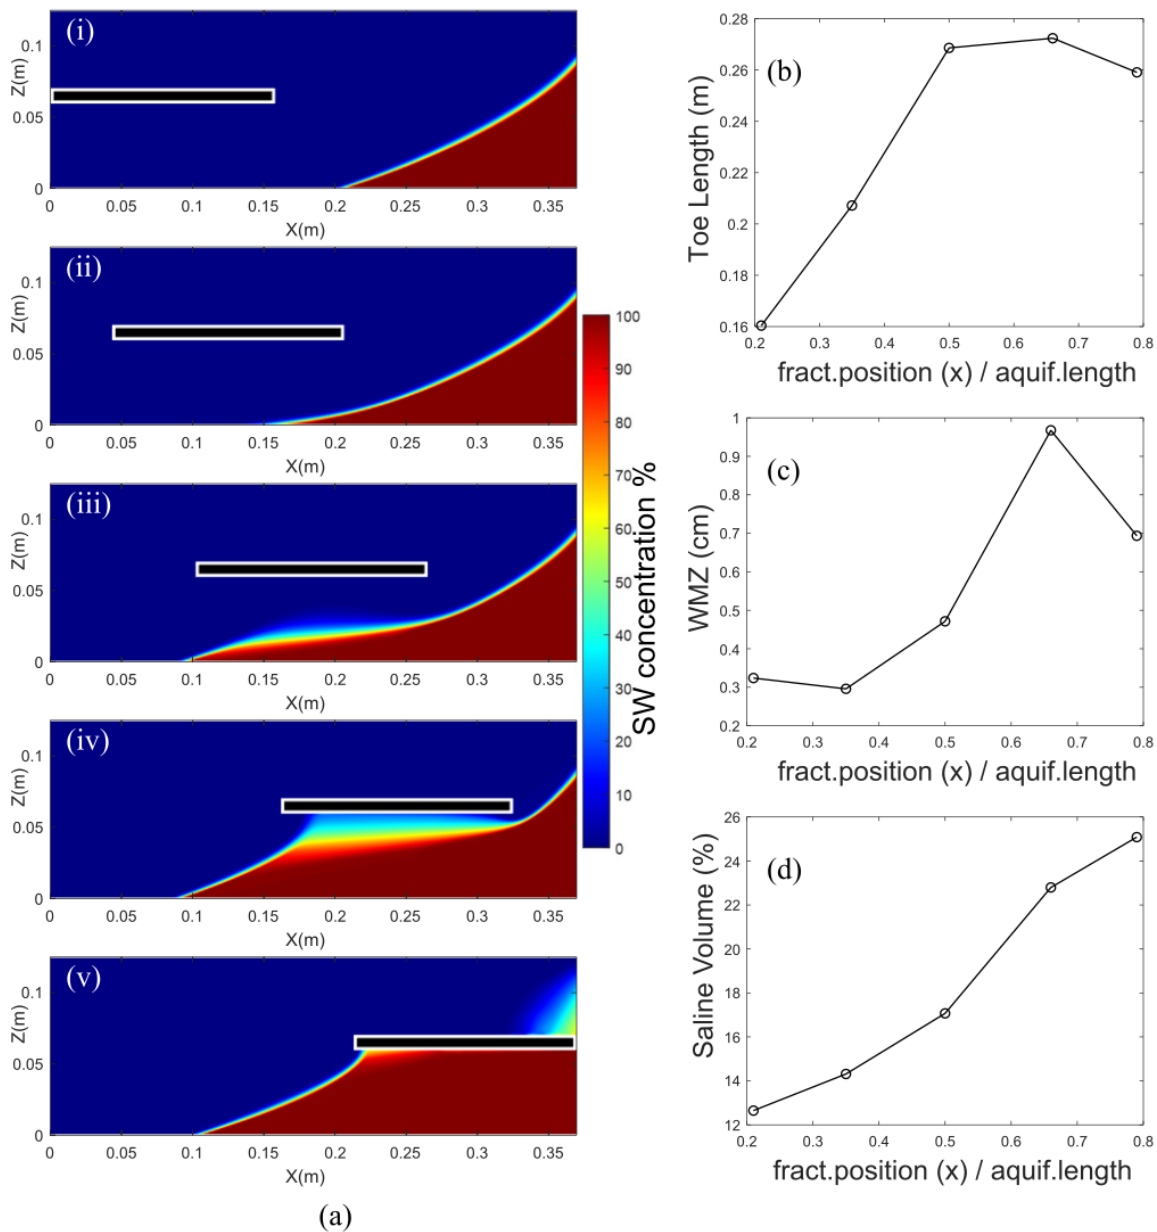 (i)
0.1
Z(m)
0.05
0
0 0.05 0.1 0.15 0.2 0.25 0.3 0.35
X(m)
(ii)
0.1
Z(m)
0.05
0
0 0.05 0.1 0.15 0.2 0.25 0.3 0.35
X(m)
(iii)
0.1
Z(m)
0.05
0
0 0.05 0.1 0.15 0.2 0.25 0.3 0.35
X(m)
(iv)
0.1
Z(m)
0.05
0
0 0.05 0.1 0.15 0.2 0.25 0.3 0.35
X(m)
(v)
0.1
Z(m)
0.05
0
0 0.05 0.1 0.15 0.2 0.25 0.3 0.35
X(m)
(a)
100
90
80
70
60
50
40
30
20
10
0
SW concentration %
(b)
0.28
0.26
0.24
0.22
0.2
0.18
0.16
Toe Length (m)
0.2 0.3 0.4 0.5 0.6 0.7 0.8
fract.position (x) / aquif.length
(c)
1
0.9
0.8
0.7
0.6
0.5
0.4
0.3
0.2
WMZ (cm)
0.2 0.3 0.4 0.5 0.6 0.7 0.8
fract.position (x) / aquif.length
(d)
26
24
22
20
18
16
14
12
Saline Volume (%)
0.2 0.3 0.4 0.5 0.6 0.7 0.8
fract.position (x) / aquif.length